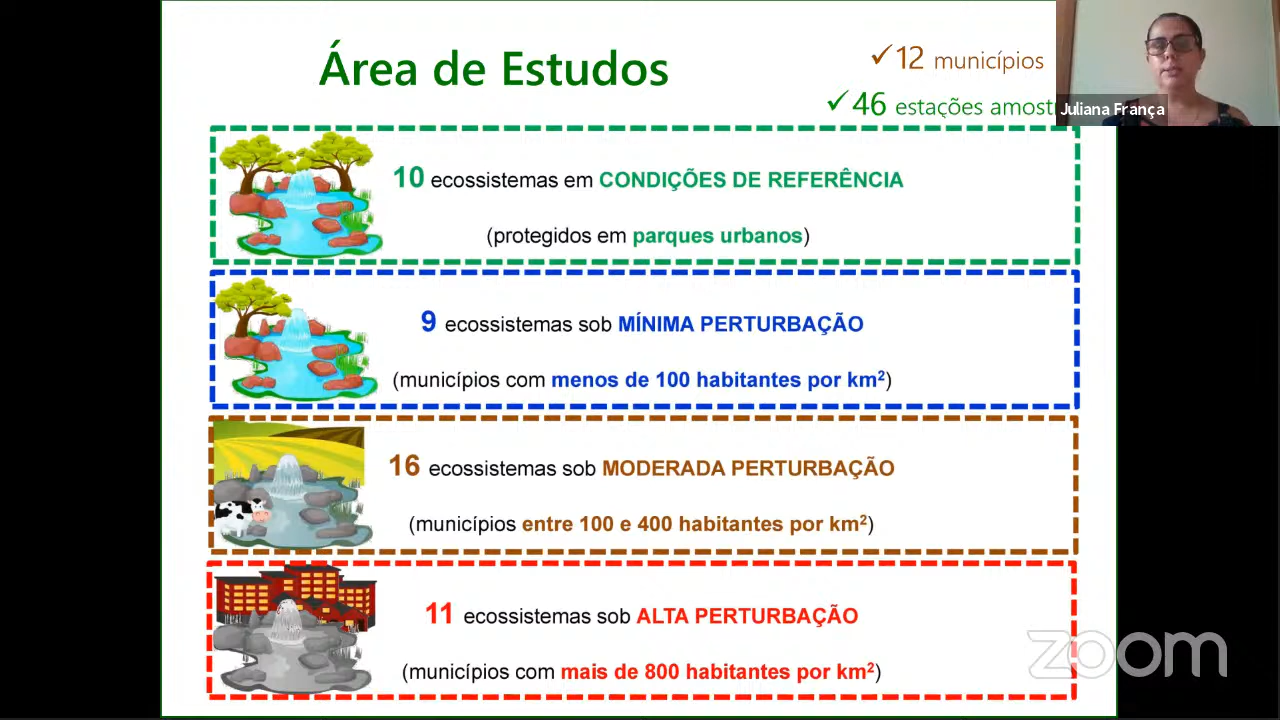 Área de Estudos
✓12 municípios
✓46 estações amost
Juliana França
10 ecossistemas em CONDIÇÕES DE REFERÊNCIA
(protegidos em parques urbanos)
9 ecossistemas sob MÍNIMA PERTURBAÇÃO
(municípios com menos de 100 habitantes por km²)
16 ecossistemas sob MODERADA PERTURBAÇÃO
(municípios entre 100 e 400 habitantes por km²)
11 ecossistemas sob ALTA PERTURBAÇÃO
(municípios com mais de 800 habitantes por km²)
zoom